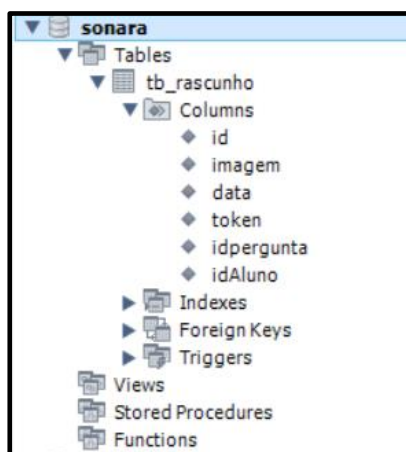 sonara
Tables
tb_rascunho
Columns
id
imagem
data
token
idpergunta
idAluno
Indexes
Foreign Keys
Triggers
Views
Stored Procedures
Functions